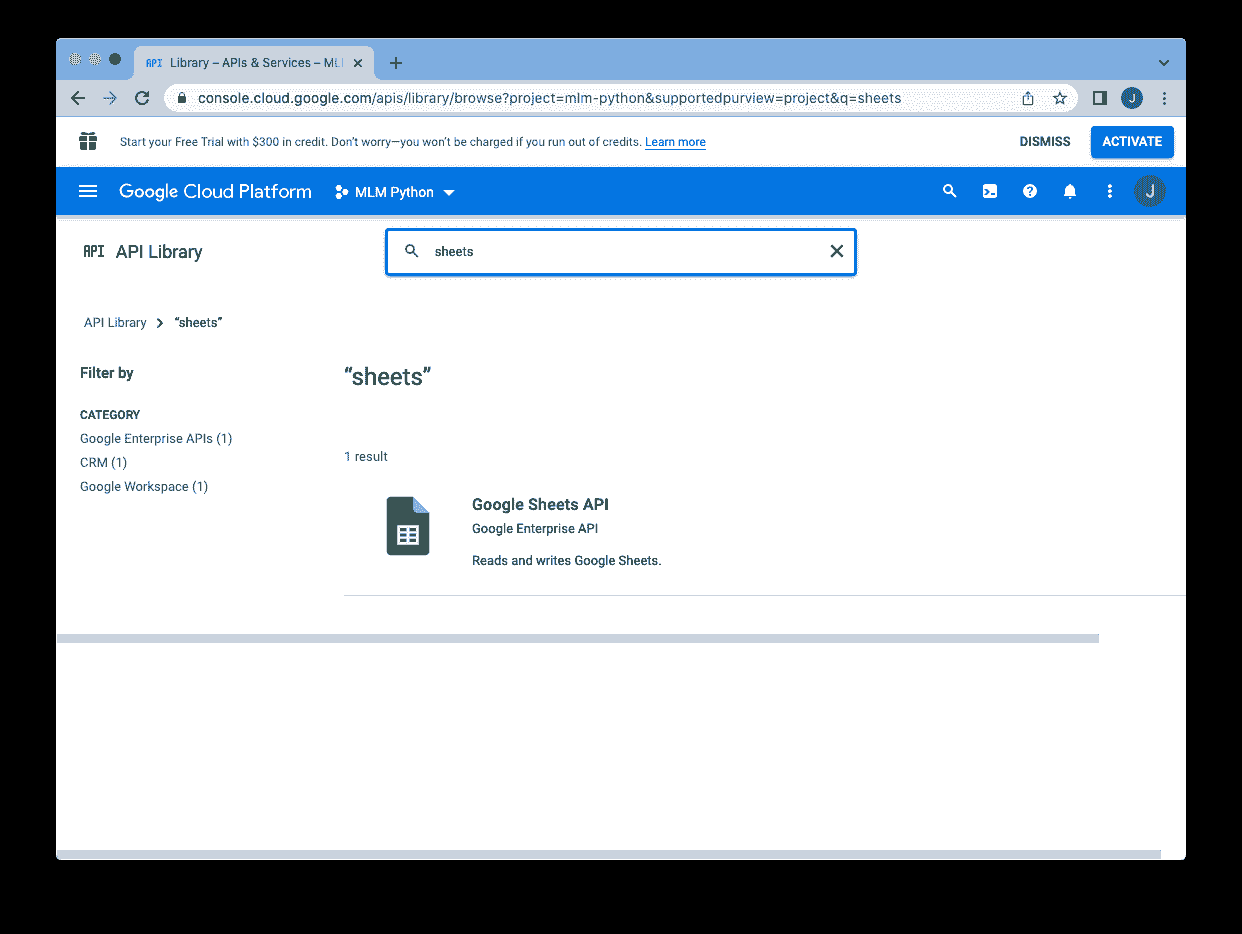 API Library – APIs & Services – ML
console.cloud.google.com/apis/library/browse?project=mlm-python&supportedpurview=project&q=sheets
J
Start your Free Trial with $300 in credit. Don't worry—you won't be charged if you run out of credits. Learn more
DISMISS
ACTIVATE
Google Cloud Platform
MLM Python
J
API API Library
sheets
API Library > “sheets”
Filter by
“sheets”
CATEGORY
Google Enterprise APIs (1)
CRM (1)
Google Workspace (1)
1 result
Google Sheets API
Google Enterprise API
Reads and writes Google Sheets.